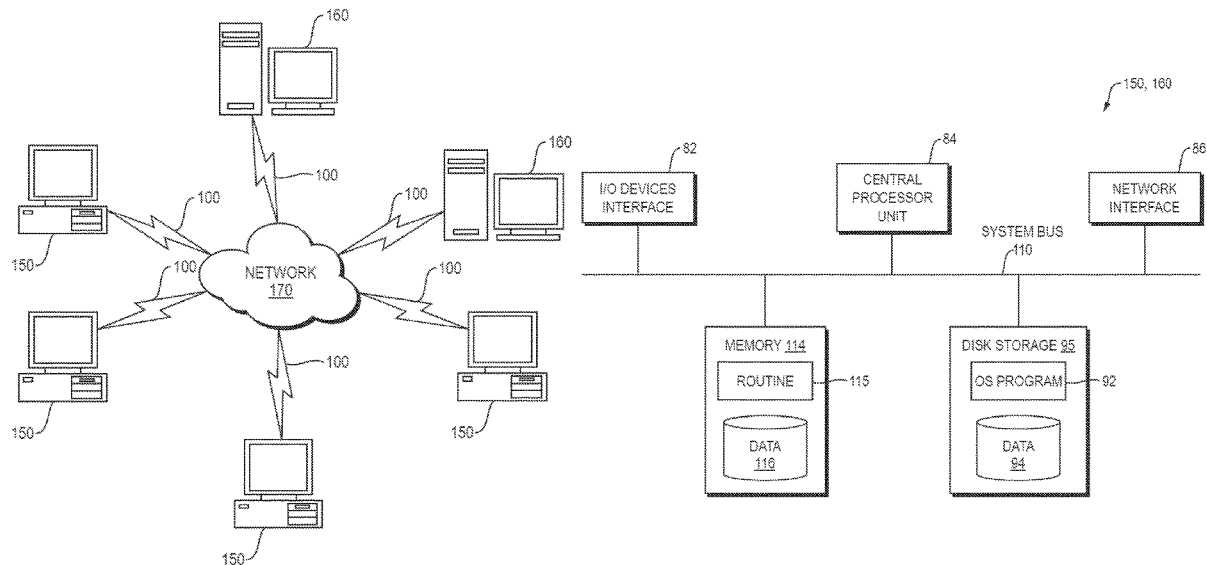 160
160
100
100
100
150
NETWORK
170
100
100
150
100
150
150
150, 160
82
84
86
I/O DEVICES
INTERFACE
CENTRAL
PROCESSOR
UNIT
NETWORK
INTERFACE
SYSTEM BUS
110
MEMORY 114
ROUTINE
115
DATA
116
DISK STORAGE 95
OS PROGRAM
92
DATA
94